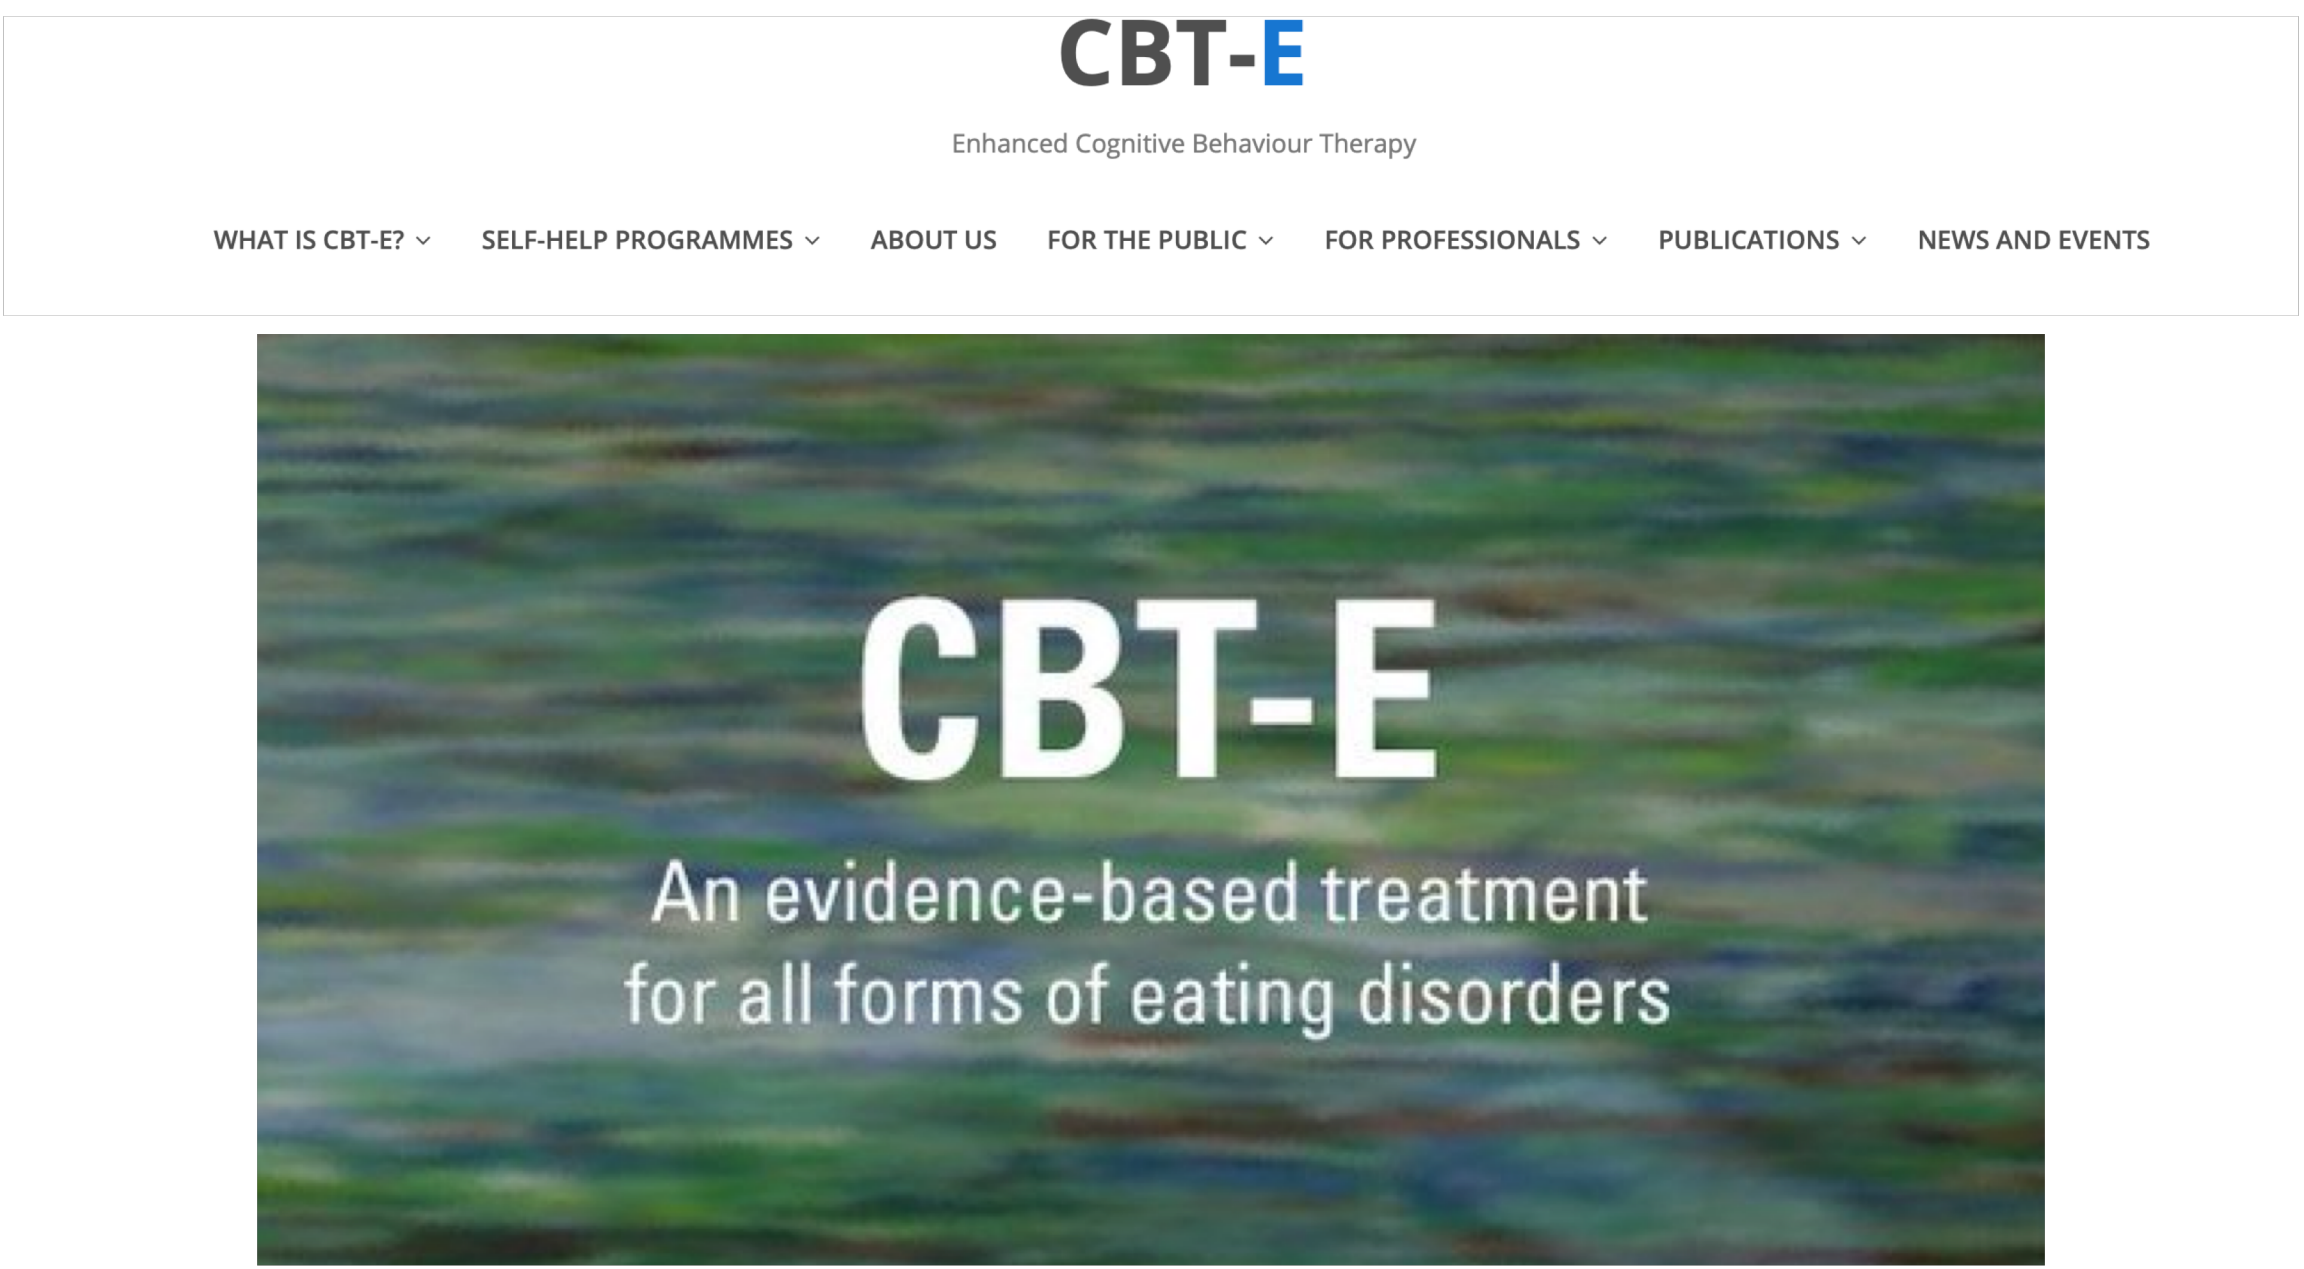 CBT-E
Enhanced Cognitive Behaviour Therapy
WHAT IS CBT-E? SELF-HELP PROGRAMMES ABOUT US FOR THE PUBLIC FOR PROFESSIONALS PUBLICATIONS NEWS AND EVENTS
CBT-E
An evidence-based treatment
for all forms of eating disorders